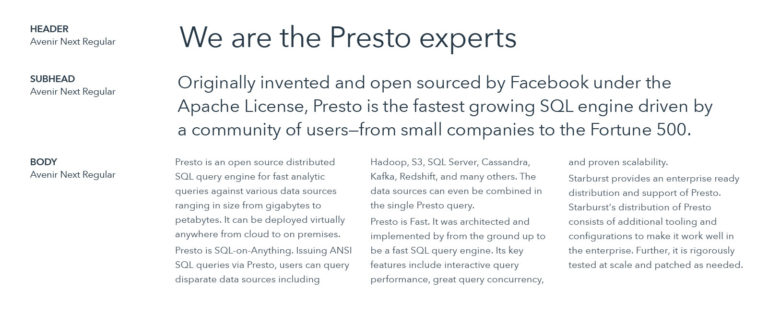 HEADER
Avenir Next Regular
We are the Presto experts
SUBHEAD
Avenir Next Regular
Originally invented and open sourced by Facebook under the
Apache License, Presto is the fastest growing SQL engine driven by
a community of users—from small companies to the Fortune 500.
BODY
Avenir Next Regular
Presto is an open source distributed
SQL query engine for fast analytic
queries against various data sources
ranging in size from gigabytes to
petabytes. It can be deployed virtually
anywhere from cloud to on premises.
Presto is SQL-on-Anything. Issuing ANSI
SQL queries via Presto, users can query
disparate data sources including
Hadoop, S3, SQL Server, Cassandra,
Kafka, Redshift, and many others. The
data sources can even be combined in
the single Presto query.
Presto is Fast. It was architected and
implemented by from the ground up to
be a fast SQL query engine. Its key
features include interactive query
performance, great query concurrency,
and proven scalability.
Starburst provides an enterprise ready
distribution and support of Presto.
Starburst's distribution of Presto
consists of additional tooling and
configurations to make it work well in
the enterprise. Further, it is rigorously
tested at scale and patched as needed.